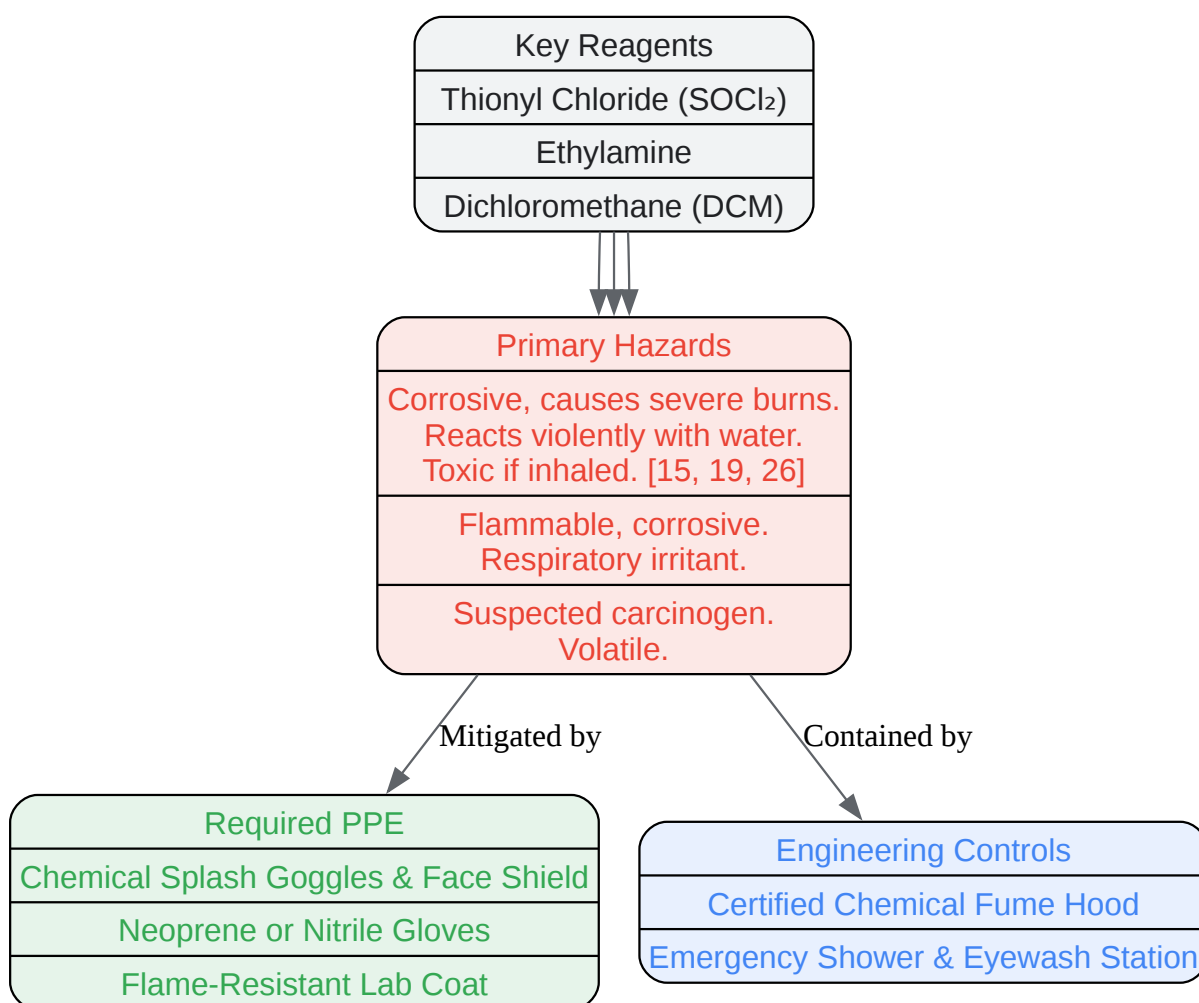 Key Reagents
Thionyl Chloride (SOCl₂)
Ethylamine
Dichloromethane (DCM)
Primary Hazards
Corrosive, causes severe burns.
Reacts violently with water.
Toxic if inhaled. [15, 19, 26]
Flammable, corrosive.
Respiratory irritant.
Suspected carcinogen.
Volatile.
Mitigated by
Contained by
Required PPE
Chemical Splash Goggles & Face Shield
Neoprene or Nitrile Gloves
Flame-Resistant Lab Coat
Engineering Controls
Certified Chemical Fume Hood
Emergency Shower & Eyewash Station